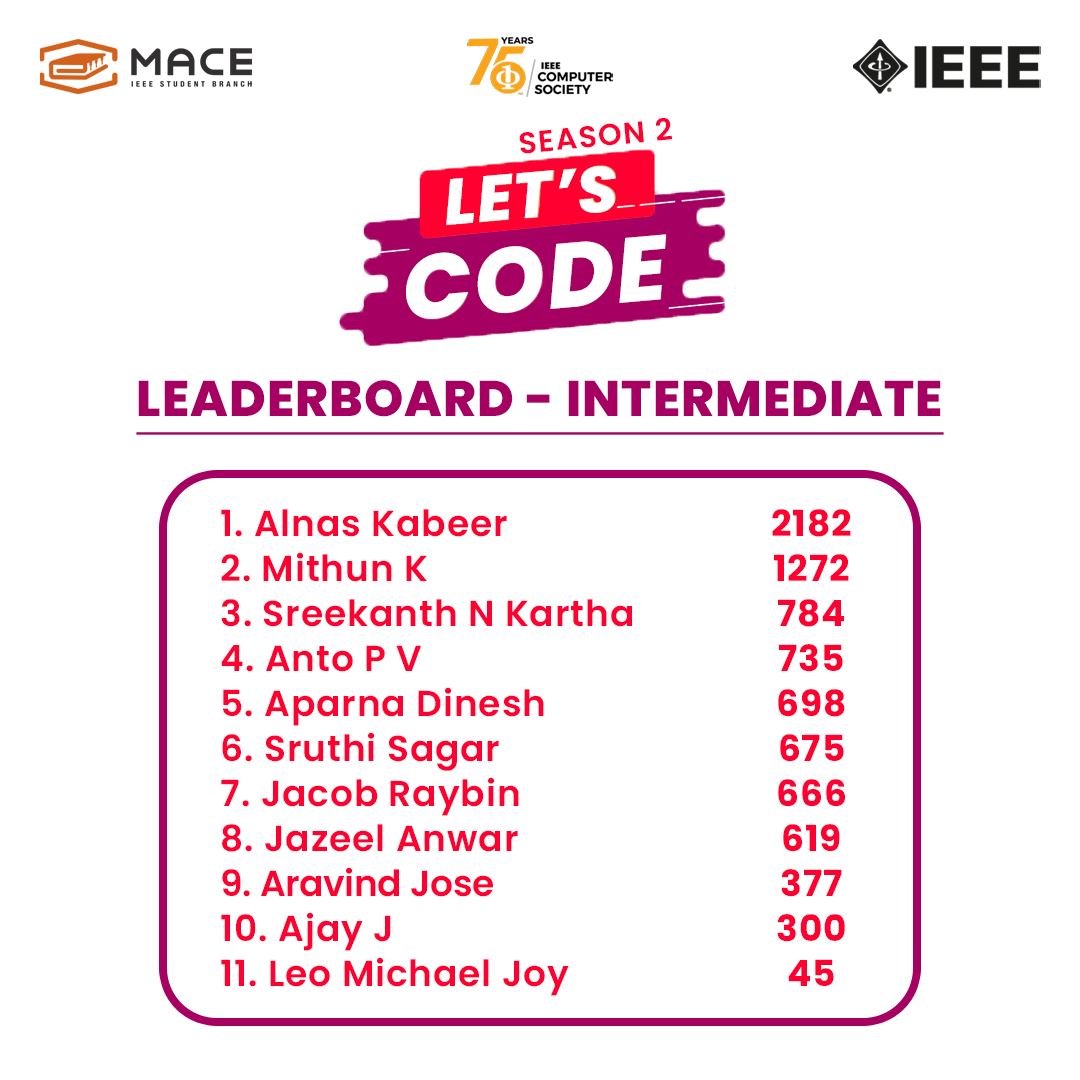 MACE
IEEE STUDENT BRANCH
75 YEARS
IEEE
COMPUTER
SOCIETY
IEEE
SEASON 2
LET'S
CODE
LEADERBOARD - INTERMEDIATE
1. Alnas Kabeer 2182
2. Mithun K 1272
3. Sreekanth N Kartha 784
4. Anto P V 735
5. Aparna Dinesh 698
6. Sruthi Sagar 675
7. Jacob Raybin 666
8. Jazeel Anwar 619
9. Aravind Jose 377
10. Ajay J 300
11. Leo Michael Joy 45